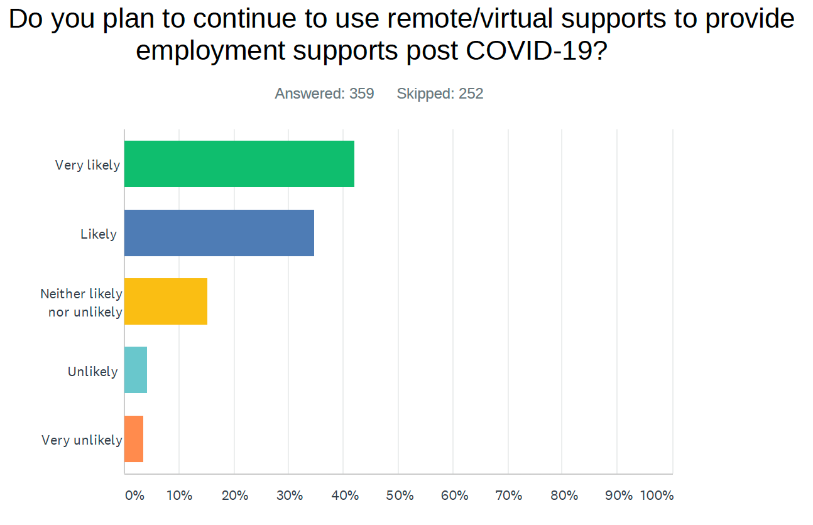 Do you plan to continue to use remote/virtual supports to provide
employment supports post COVID-19?
Answered: 359 Skipped: 252
Very likely
Likely
Neither likely
nor unlikely
Unlikely
Very unlikely
0% 10% 20% 30% 40% 50% 60% 70% 80% 90% 100%